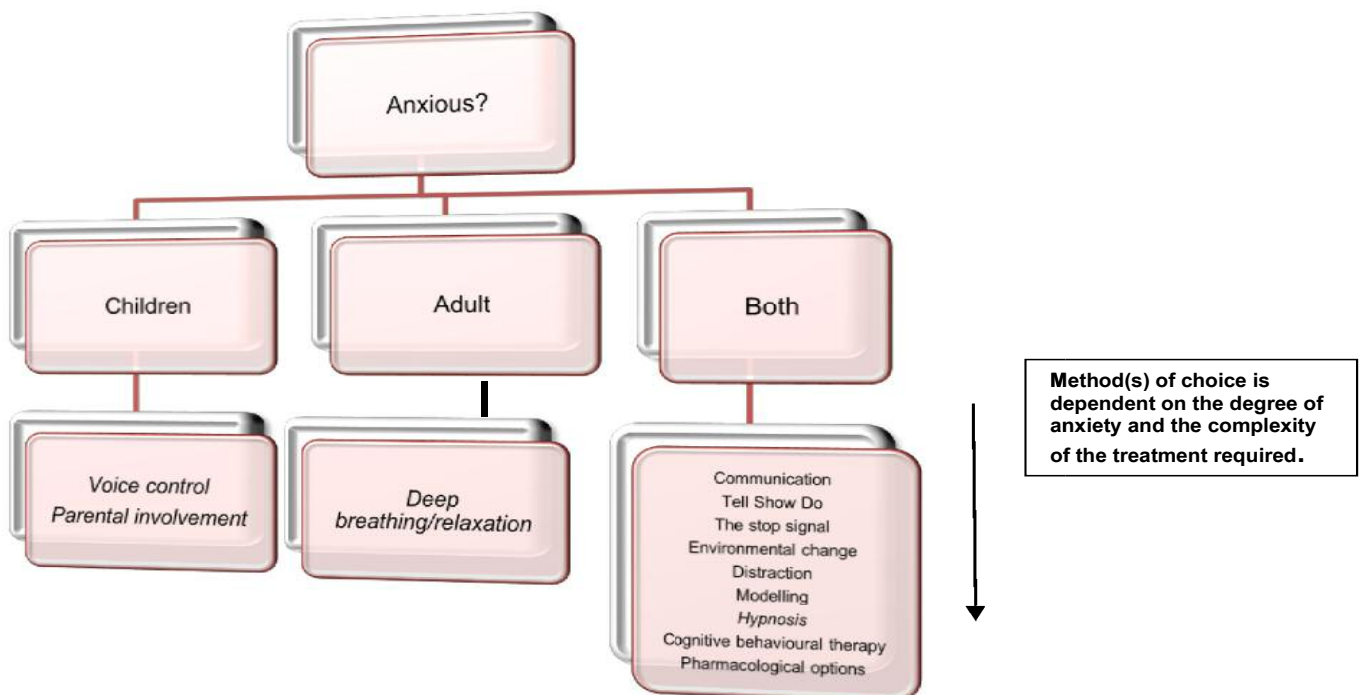 Anxious?
Children
Adult
Both
Voice control
Parental involvement
Deep
breathing/relaxation
Communication
Tell Show Do
The stop signal
Environmental change
Distraction
Modelling
Hypnosis
Cognitive behavioural therapy
Pharmacological options
Method(s) of choice is
dependent on the degree of
anxiety and the complexity
of the treatment required.